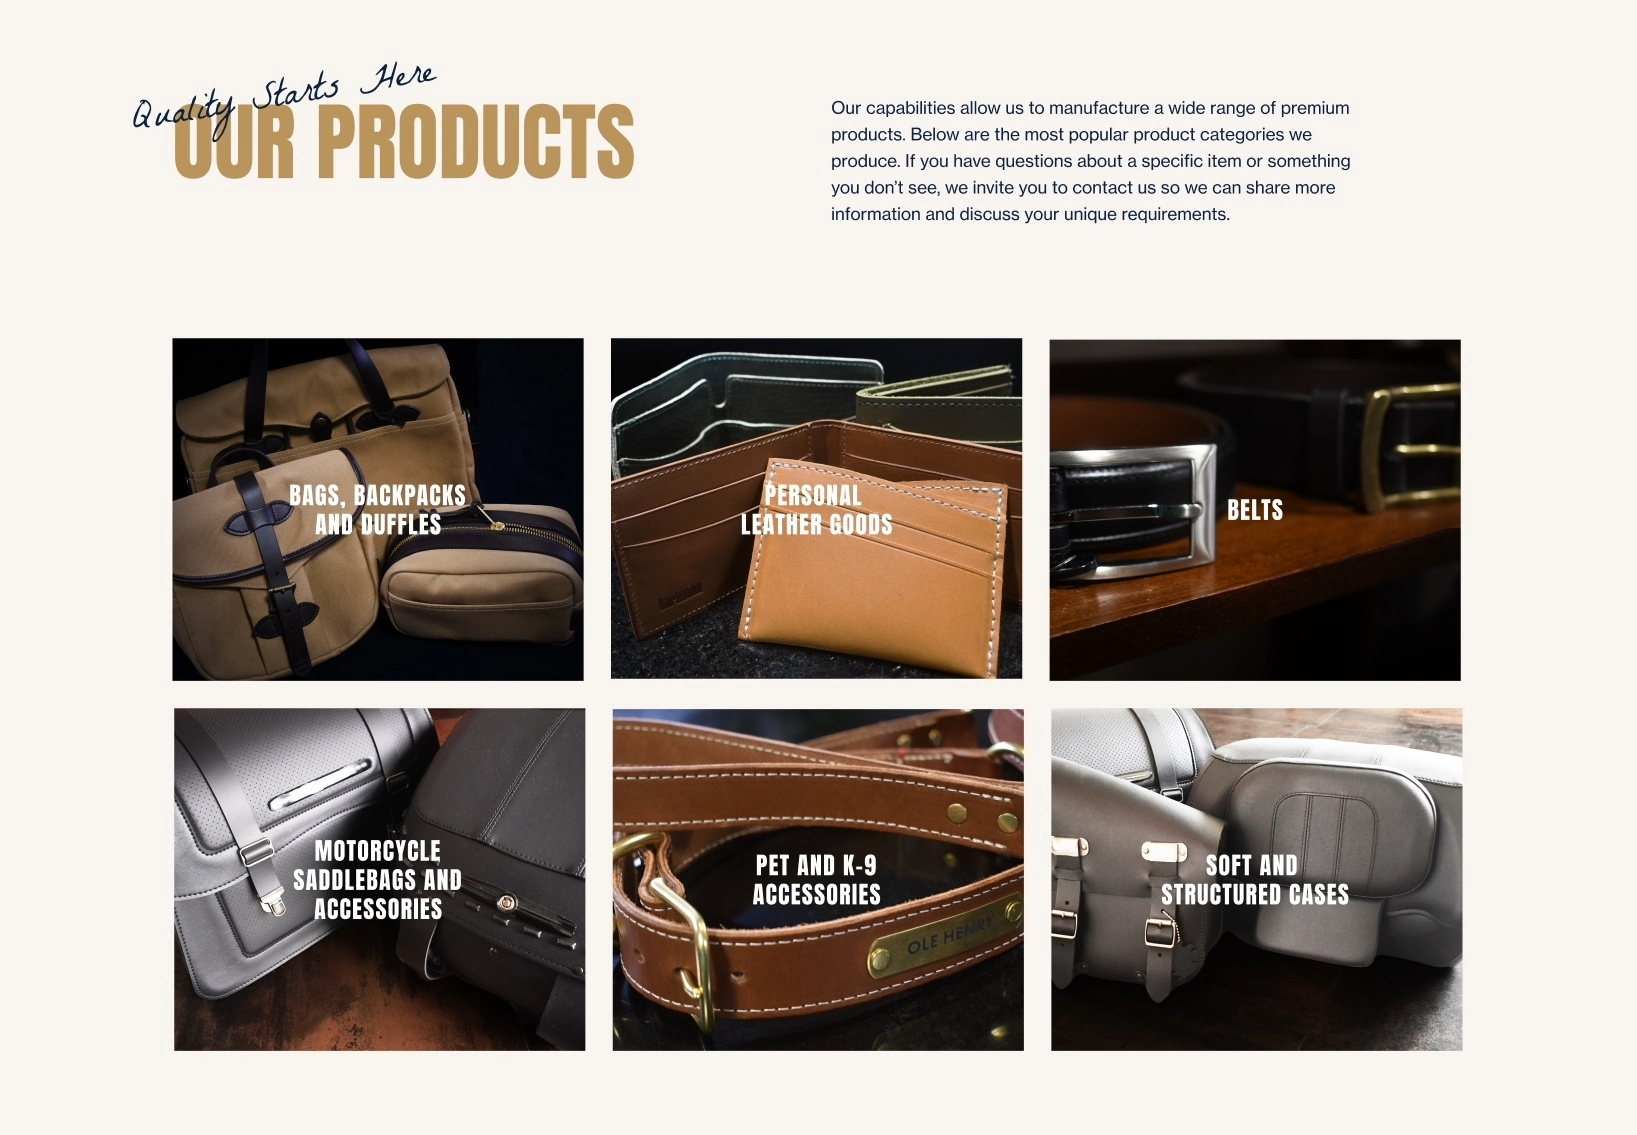 Quality Starts Here
OUR PRODUCTS
Our capabilities allow us to manufacture a wide range of premium
products. Below are the most popular product categories we
produce. If you have questions about a specific item or something
you don’t see, we invite you to contact us so we can share more
information and discuss your unique requirements.
BAGS, BACKPACKS
AND DUFFLES
PERSONAL
LEATHER GOODS
BELTS
MOTORCYCLE
SADDLEBAGS AND
ACCESSORIES
PET AND K-9
ACCESSORIES
OLE HENRY
SOFT AND
STRUCTURED CASES